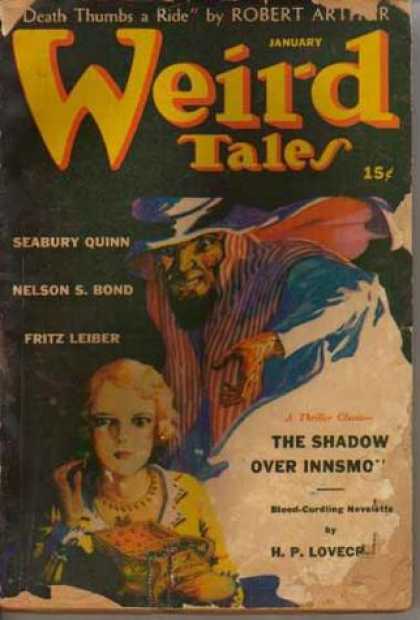 "Death Thumbs a Ride" by ROBERT ARTHUR
JANUARY
Weird
Tales
15¢
SEABURY QUINN
NELSON S. BOND
FRITZ LEIBER
A Thriller Classic
THE SHADOW
OVER INNSMO
Blood-Curdling Novelette
by
H. P. LOVECR